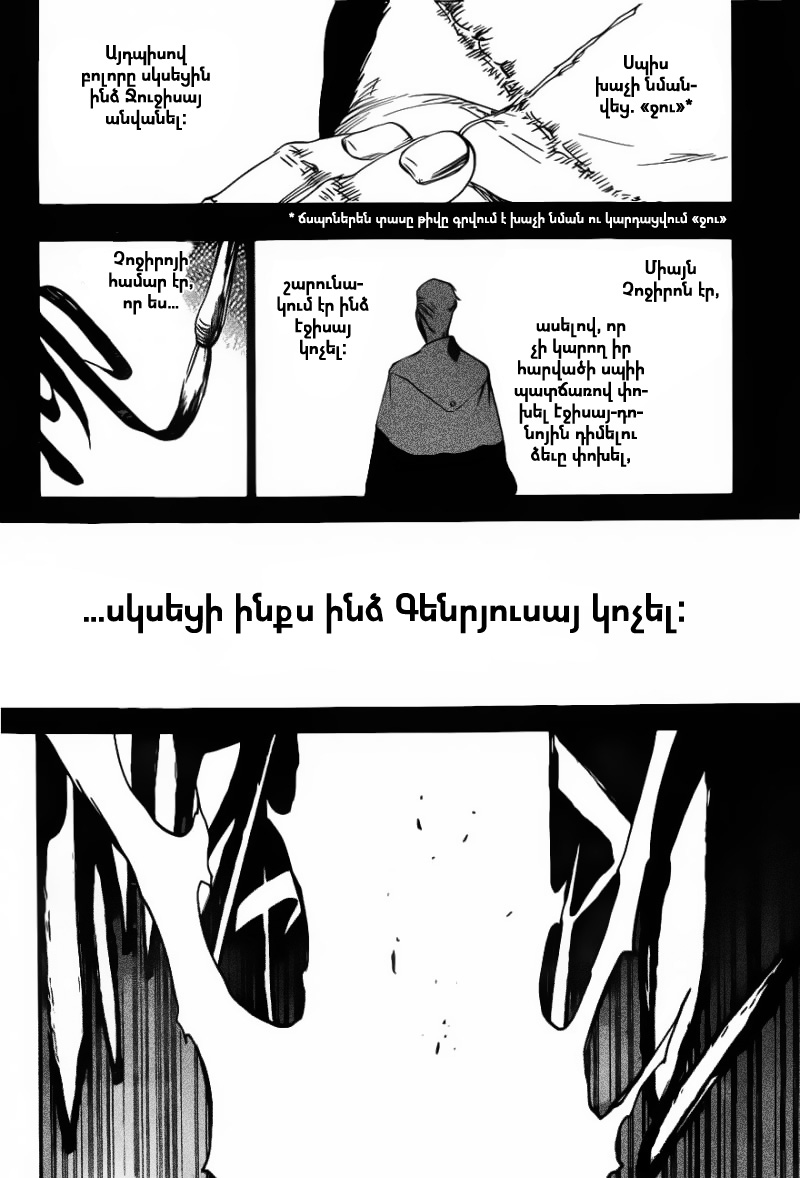 Սպիս
խաչի նման-
վեց. «ջու»*
Այդպիսով
բոլորը սկսեցին
ինձ Ջուջիսայ
անվանել:
* ճապոներեն տասը թիվը գրվում է խաչի նման ու կարդացվում «ջու»
Միայն
Չոջիրոն էր,
ասելով, որ
չի կարող իր
հարվածի սպիի
պատճառով փո-
խել էջիսայ-դո-
նոյին դիմելու
ձեւը փոխել,
շարունա-
կում էր ինձ
էջիսայ
կոչել:
Չոջիրոյի
համար էր,
որ ես...
...սկսեցի ինքս ինձ Գենրյուսայ կոչել: